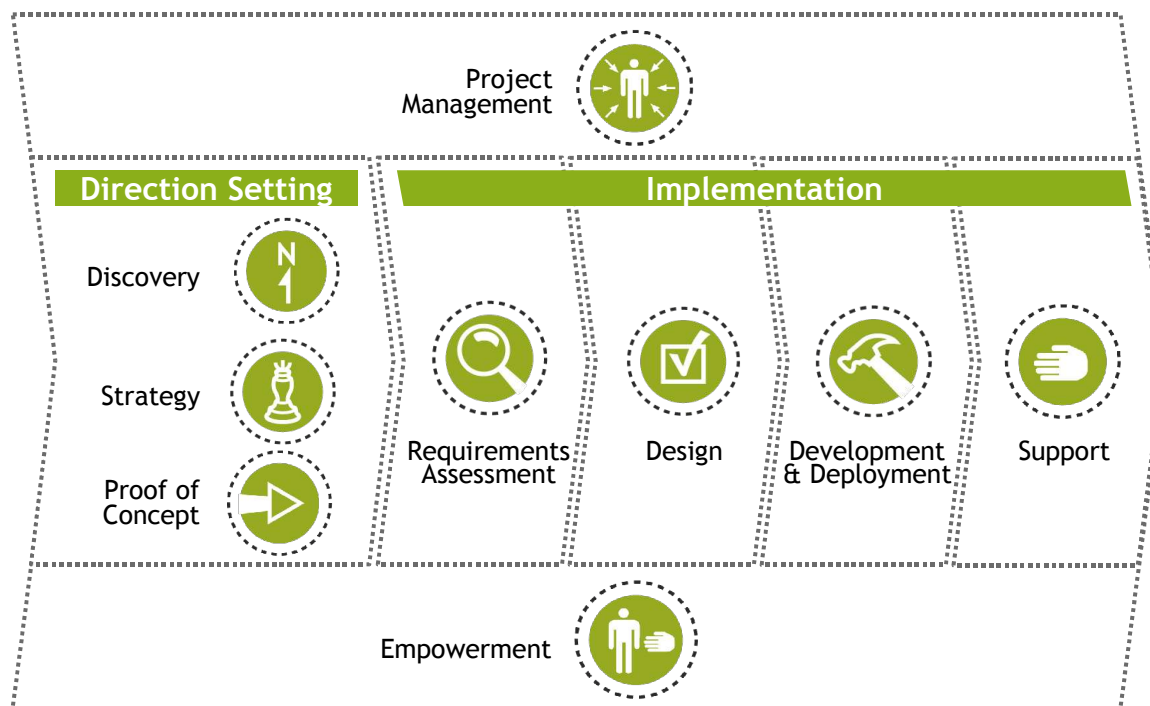 Project
Management
Direction Setting
Implementation
Discovery
N
Strategy
Proof of
Concept
Requirements
Assessment
Design
Development
& Deployment
Support
Empowerment